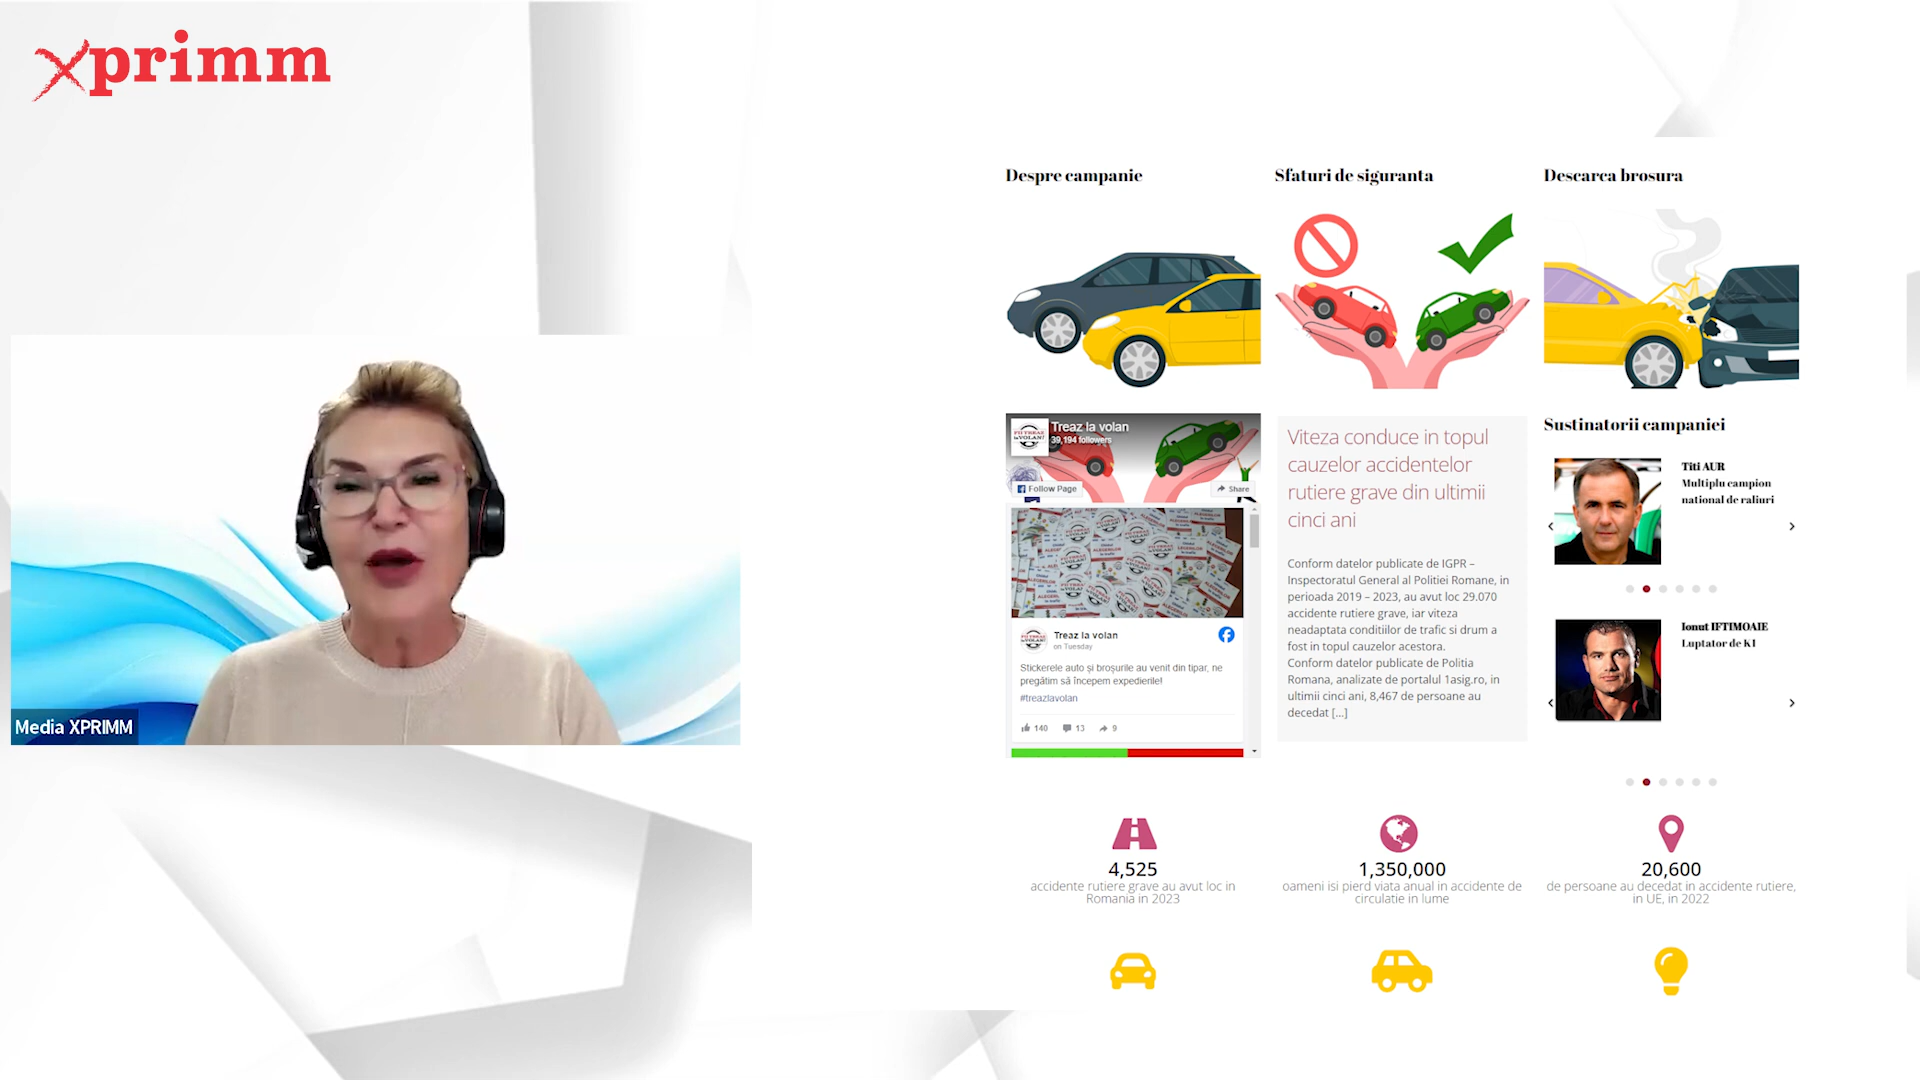 xprimm
Media XPRIMM
Despre campanie
Sfaturi de siguranta
Descarca brosura
Treaz la volan
39,194 followers
Follow Page
Share
Treaz la volan
on Tuesday
Stickerele auto și broșurile au venit din tipar, ne
pregătim să începem expedierile!
#treazlavolan
140
13
9
Viteza conduce in topul
cauzelor accidentelor
rutiere grave din ultimii
cinci ani
Conform datelor publicate de IGPR –
Inspectoratul General al Politiei Romane, in
perioada 2019 – 2023, au avut loc 29.070
accidente rutiere grave, iar viteza
neadaptata conditiilor de trafic si drum a
fost in topul cauzelor acestora.
Conform datelor publicate de Politia
Romana, analizate de portalul 1asig.ro, in
ultimii cinci ani, 8,467 de persoane au
decedat [...]
Sustinatorii campaniei
Titi AUR
Multiplu campion
national de raliuri
Ionut IFTIMOAIE
Luptator de K1
4,525
accidente rutiere grave au avut loc in
Romania in 2023
1,350,000
oameni isi pierd viata anual in accidente de
circulatie in lume
20,600
de persoane au decedat in accidente rutiere,
in UE, in 2022